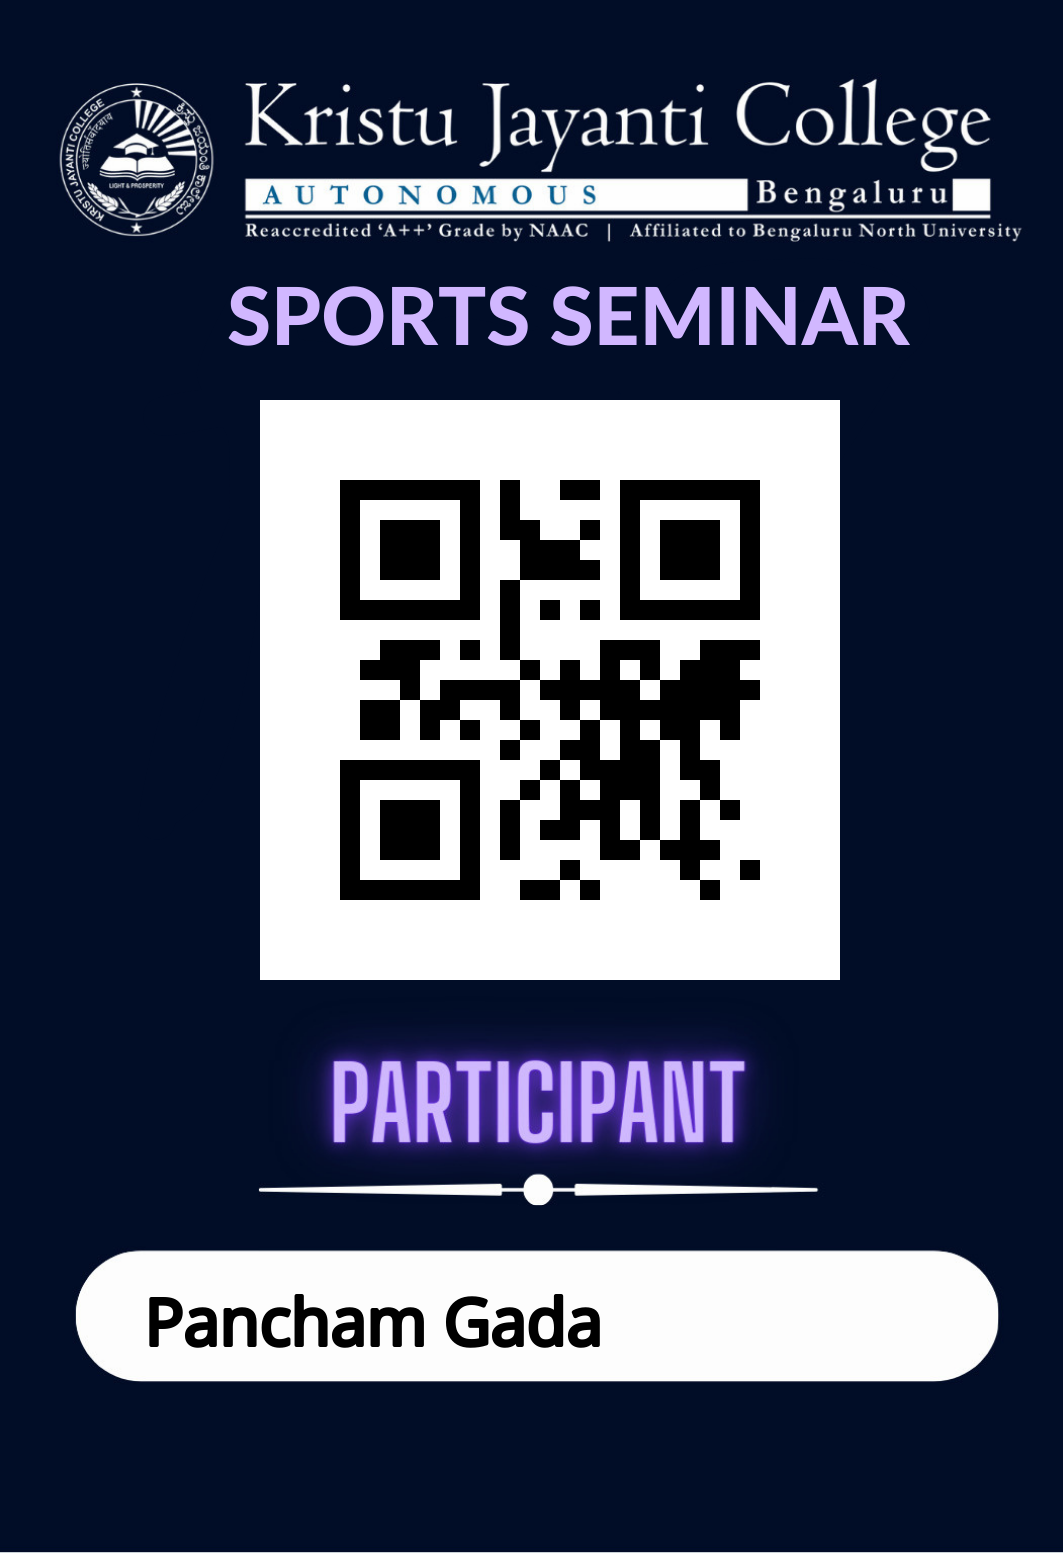 KRISTU JAYANTI COLLEGE
LIGHT & PROSPERITY
Kristu Jayanti College
AUTONOMOUS Bengaluru
Reaccredited ‘A++’ Grade by NAAC | Affiliated to Bengaluru North University
SPORTS SEMINAR
PARTICIPANT
Pancham Gada